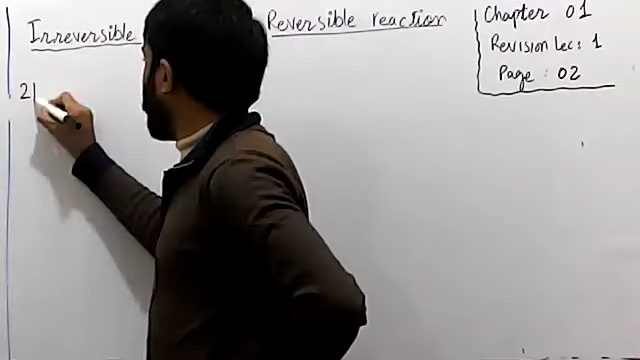 Irreversible Reversible reaction
Chapter 01
Revision Lec: 1
Page : 02
2